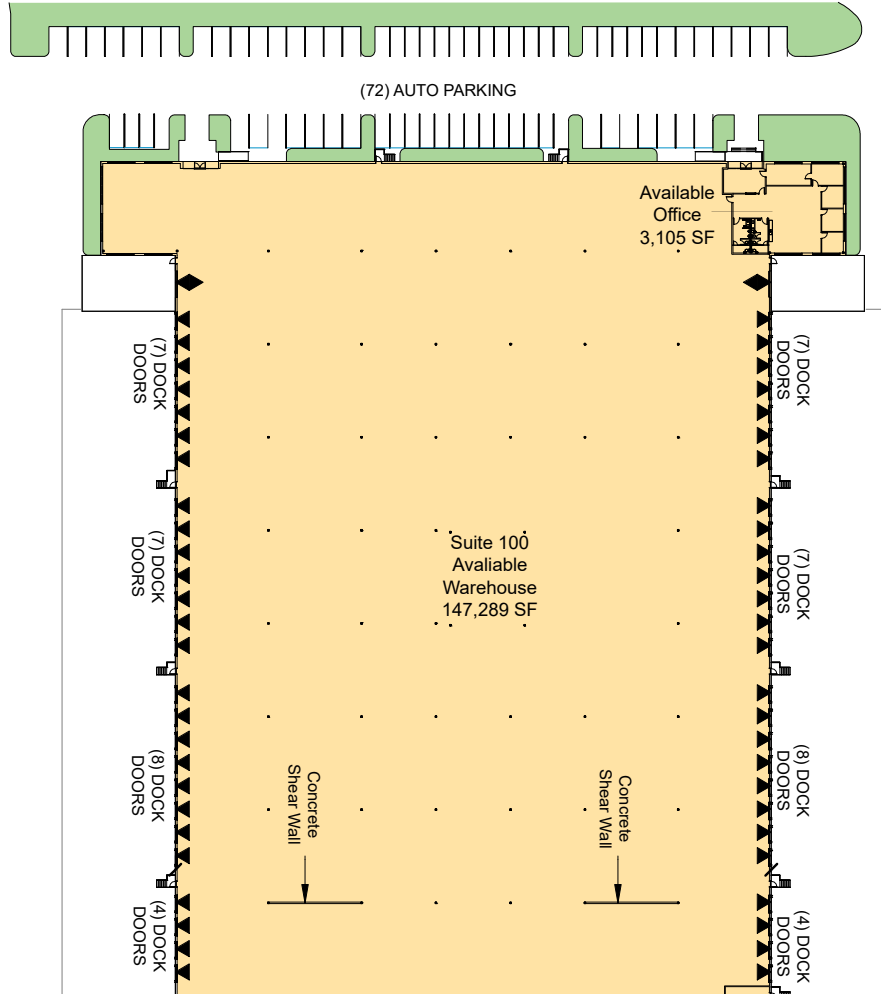 (72) AUTO PARKING
Available
Office
3,105 SF
(7) DOCK
DOORS
(7) DOCK
DOORS
(7) DOCK
DOORS
Suite 100
Avaliable
Warehouse
147,289 SF
(7) DOCK
DOORS
(8) DOCK
DOORS
Concrete
Shear Wall
Concrete
Shear Wall
(8) DOCK
DOORS
(4) DOCK
DOORS
(4) DOCK
DOORS